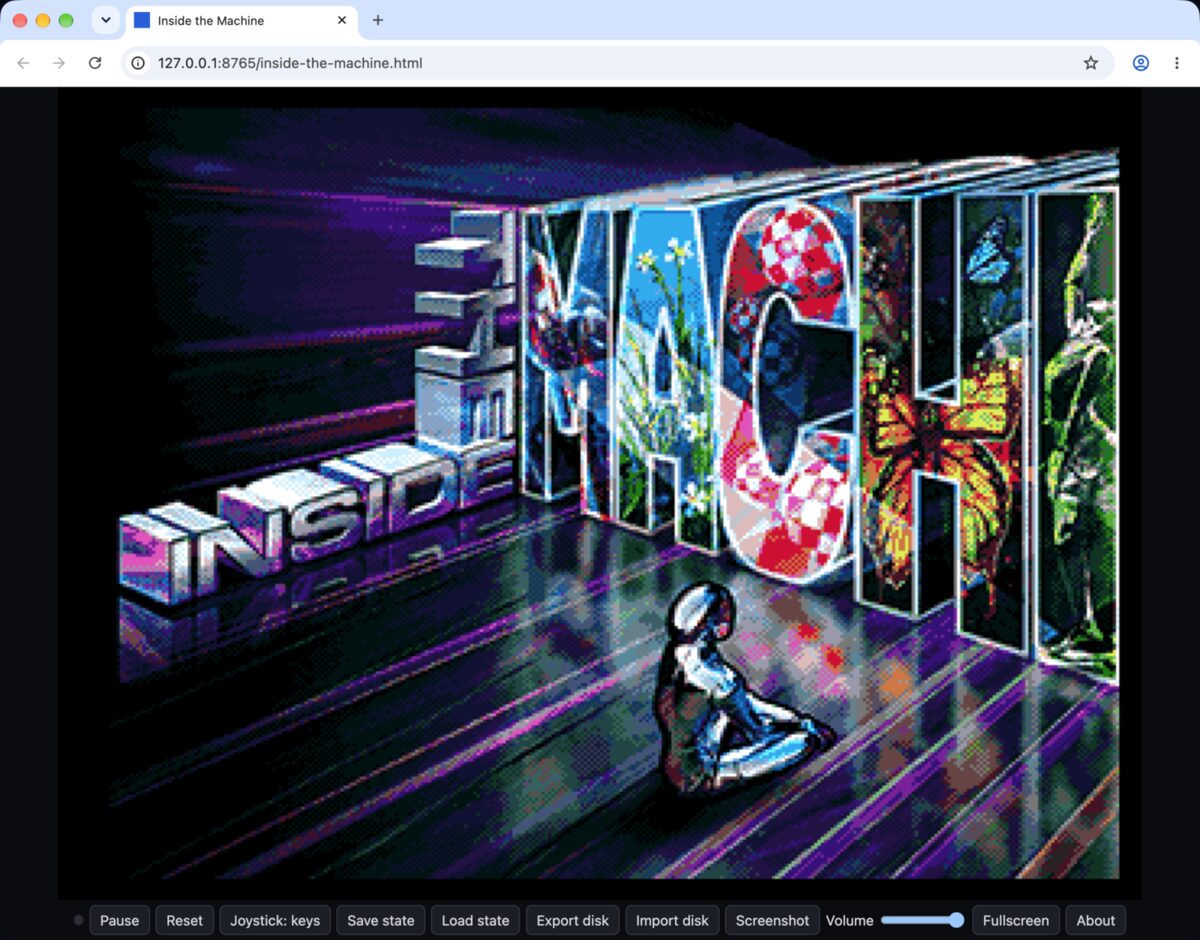 Inside the Machine
127.0.0.1:8765/inside-the-machine.html
INSIDE
THE
MACHI
Pause Reset Joystick: keys Save state Load state Export disk Import disk Screenshot Volume Fullscreen About